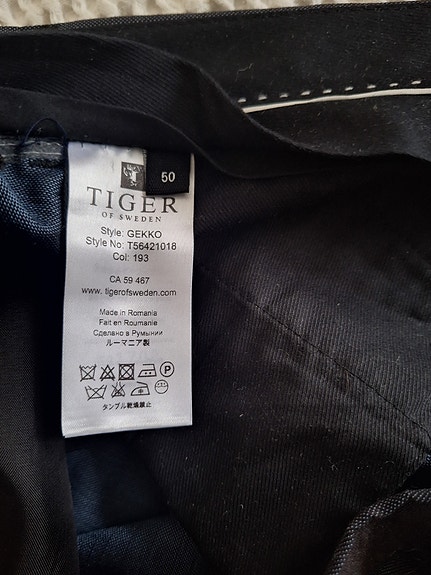 50
TIGER
OF SWEDEN
Style: GEKKO
Style No: T56421018
Col: 193
CA 59 467
www. tigerofsweden.com
Made in Romania
Fait en Roumanie
Сделано в Румынии
ルーマニア製
P
タンブル乾燥禁止